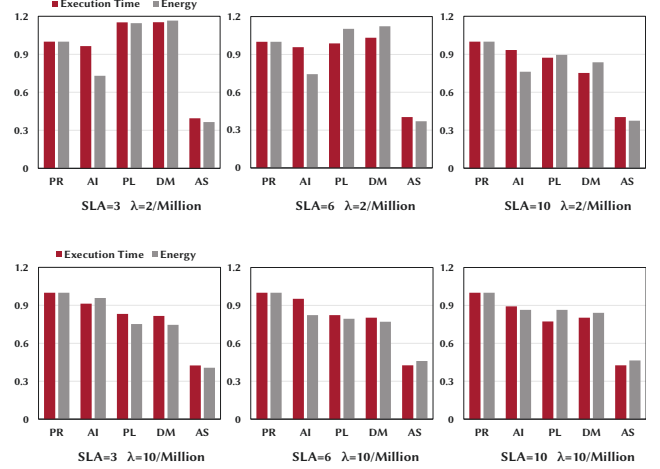 Execution Time Energy
1.2 1.2 1.2
0.9 0.9 0.9
0.6 0.6 0.6
0.3 0.3 0.3
0 0 0
PR AI PL DM AS PR AI PL DM AS PR AI PL DM AS
SLA=3 λ=2/Million SLA=6 λ=2/Million SLA=10 λ=2/Million
Execution Time Energy
1.2 1.2 1.2
0.9 0.9 0.9
0.6 0.6 0.6
0.3 0.3 0.3
0 0 0
PR AI PL DM AS PR AI PL DM AS PR AI PL DM AS
SLA=3 λ=10/Million SLA=6 λ=10/Million SLA=10 λ=10/Million